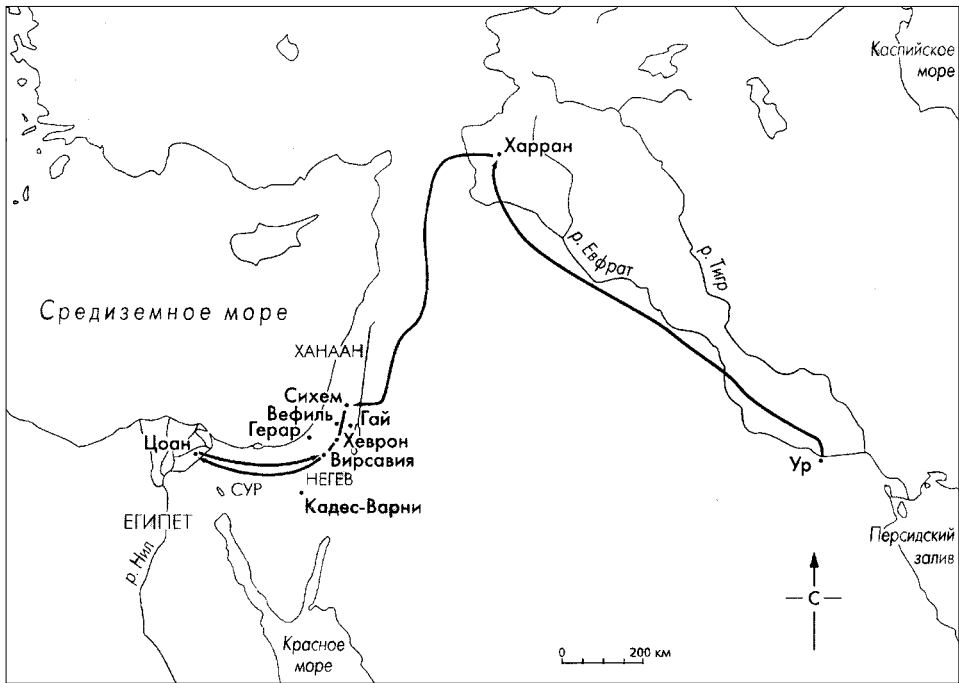 Каспийское
море
Харран
р. Евфрат
р. Тигр
Средиземное море
ХАНААН
Сихем
Вефиль
Гай
Герар
Хеврон
Цоан
Вирсавия
Ур
НЕГЕВ
СУР
Кадес-Варни
ЕГИПЕТ
р. Нил
Персидский
залив
С
Красное
море
0 200 км